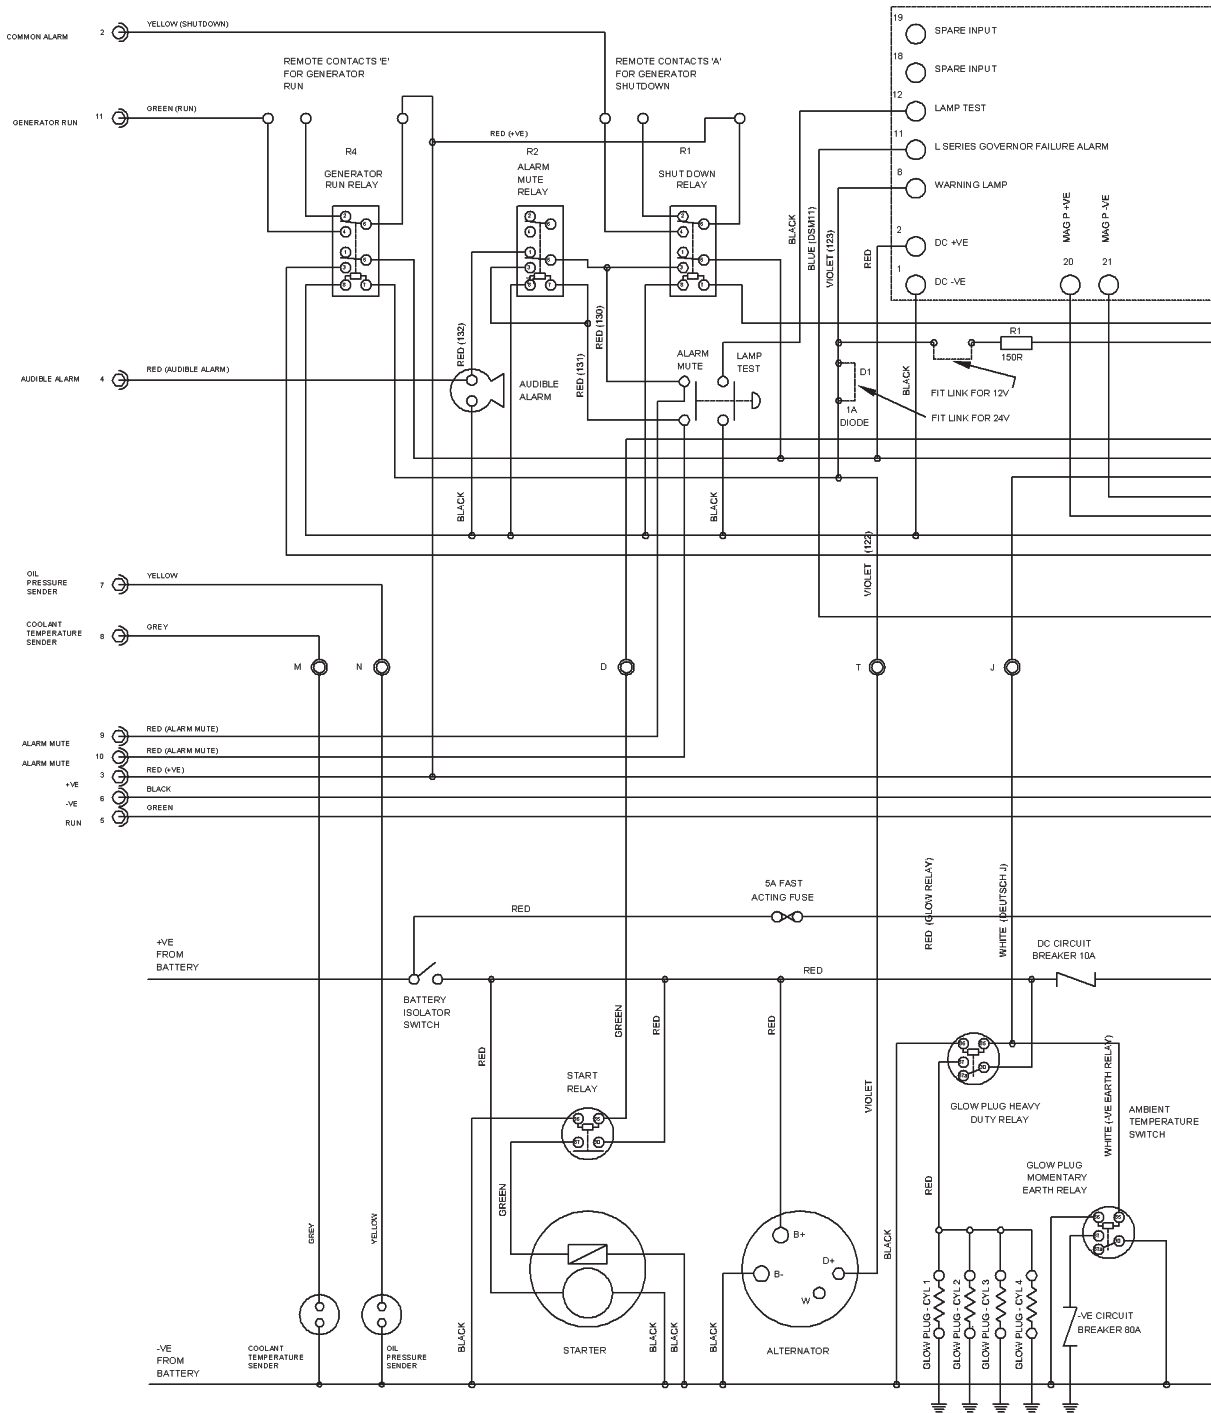 COMMON ALARM
2
YELLOW (SHUTDOWN)
GENERATOR RUN
11
GREEN (RUN)
REMOTE CONTACTS 'E'
FOR GENERATOR
RUN
REMOTE CONTACTS 'A'
FOR GENERATOR
SHUTDOWN
RED (+VE)
R4
GENERATOR
RUN RELAY
R2
ALARM
MUTE
RELAY
R1
SHUT DOWN
RELAY
19
SPARE INPUT
18
SPARE INPUT
12
LAMP TEST
11
L SERIES GOVERNOR FAILURE ALARM
8
WARNING LAMP
2
DC +VE
1
DC -VE
MAG P +VE
20
MAG P -VE
21
BLACK
BLUE (DSM11)
VIOLET (123)
RED
RED (132)
RED (131)
RED (130)
AUDIBLE ALARM
4
RED (AUDIBLE ALARM)
AUDIBLE
ALARM
ALARM
MUTE
LAMP
TEST
D1
1A
DIODE
BLACK
R1
150R
FIT LINK FOR 12V
FIT LINK FOR 24V
BLACK
BLACK
VIOLET (122)
OIL
PRESSURE
SENDER
7
YELLOW
COOLANT
TEMPERATURE
SENDER
8
GREY
M
N
D
T
J
ALARM MUTE
9
RED (ALARM MUTE)
ALARM MUTE
10
RED (ALARM MUTE)
+VE
3
RED (+VE)
-VE
6
BLACK
RUN
5
GREEN
5A FAST
ACTING FUSE
RED
RED (GLOW RELAY)
WHITE (DEUTSCH J)
+VE
FROM
BATTERY
BATTERY
ISOLATOR
SWITCH
RED
DC CIRCUIT
BREAKER 10A
RED
GREEN
RED
RED
START
RELAY
GREEN
VIOLET
GLOW PLUG HEAVY
DUTY RELAY
WHITE (-VE EARTH RELAY)
AMBIENT
TEMPERATURE
SWITCH
GLOW PLUG
MOMENTARY
EARTH RELAY
RED
BLACK
GREY
YELLOW
B+
B-
D+
W
GLOW PLUG - CYL 1
GLOW PLUG - CYL 2
GLOW PLUG - CYL 3
GLOW PLUG - CYL 4
-VE CIRCUIT
BREAKER 80A
-VE
FROM
BATTERY
COOLANT
TEMPERATURE
SENDER
OIL
PRESSURE
SENDER
BLACK
STARTER
BLACK
BLACK
BLACK
ALTERNATOR